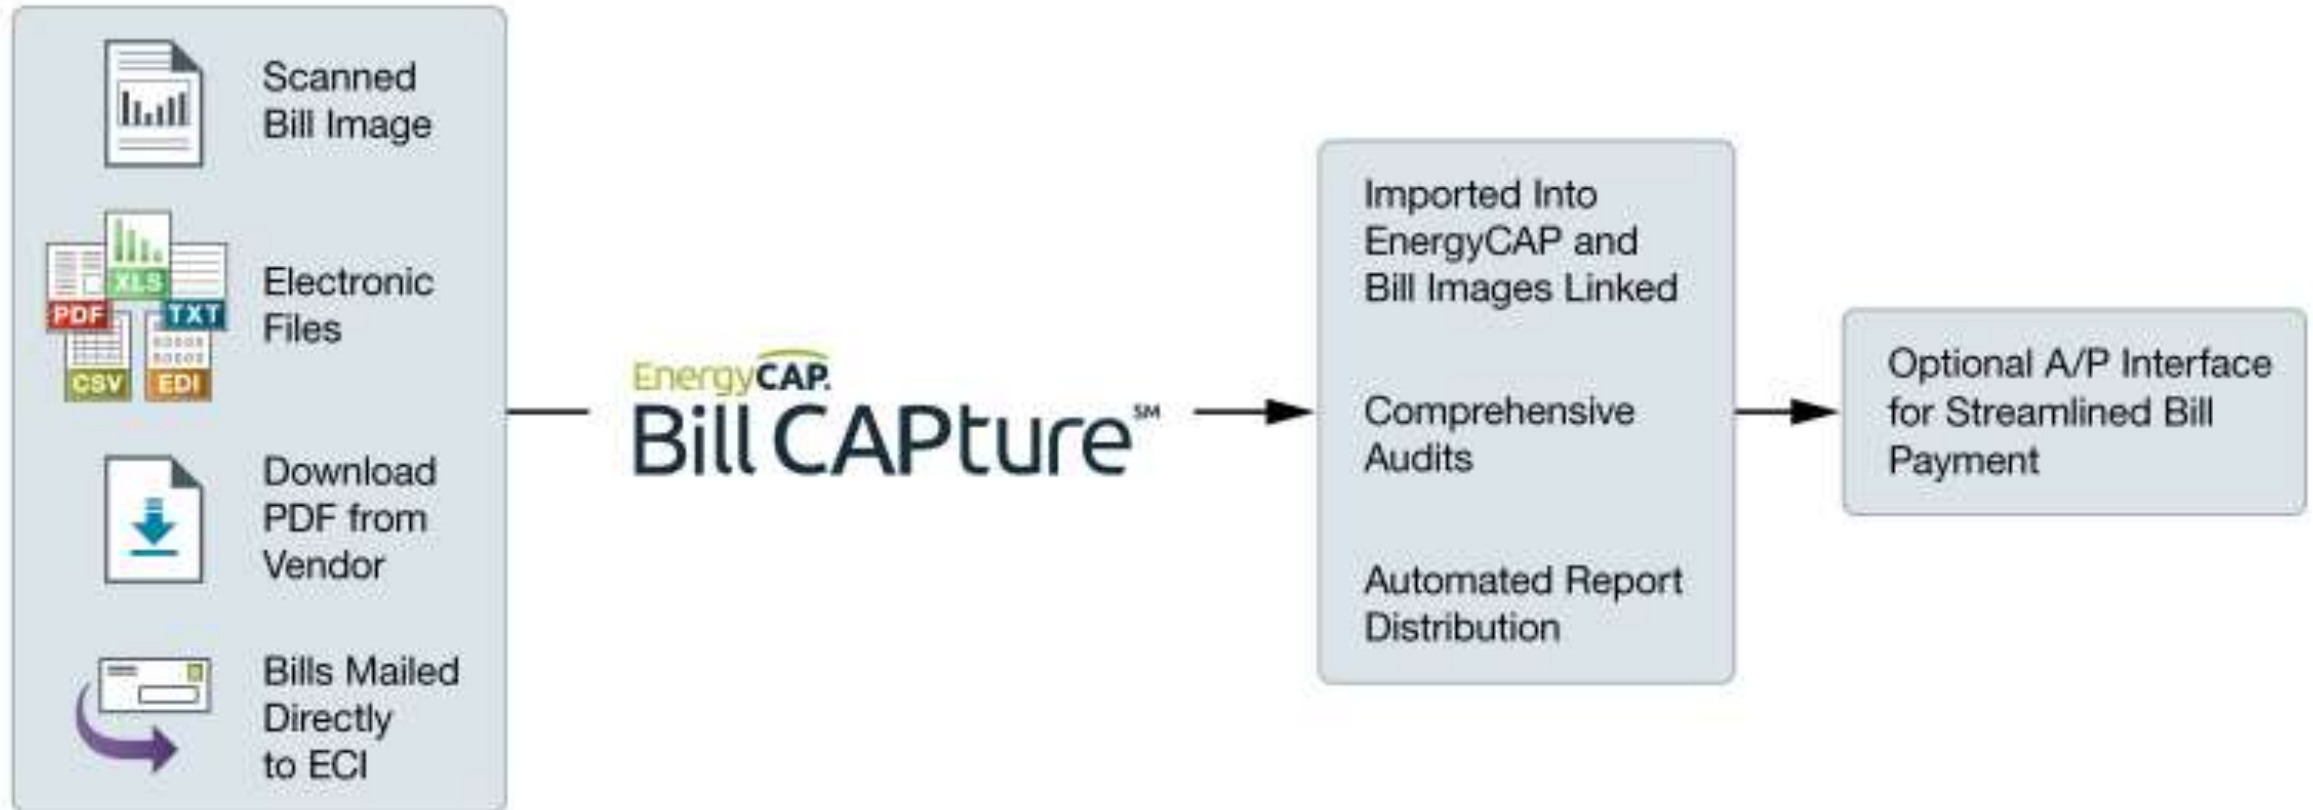 Scanned
Bill Image
XLS
PDF
TXT
CSV
EDI
Electronic
Files
Download
PDF from
Vendor
Bills Mailed
Directly
to ECI
EnergyCAP.
Bill CAPture℠
Imported Into
EnergyCAP and
Bill Images Linked
Comprehensive
Audits
Automated Report
Distribution
Optional A/P Interface
for Streamlined Bill
Payment